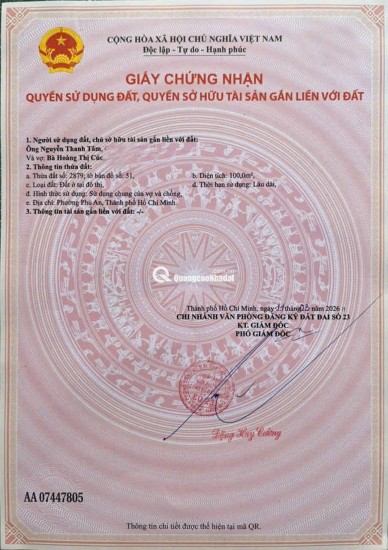 CỘNG HÒA XÃ HỘI CHỦ NGHĨA VIỆT NAM
Độc lập - Tự do - Hạnh phúc
GIẤY CHỨNG NHẬN
QUYỀN SỬ DỤNG ĐẤT, QUYỀN SỞ HỮU TÀI SẢN GẮN LIỀN VỚI ĐẤT
1. Người sử dụng đất, chủ sở hữu tài sản gắn liền với đất:
Ông Nguyễn Thanh Tâm,
Và vợ: Bà Hoàng Thị Cúc
2. Thông tin thửa đất:
a. Thửa đất số: 2879; tờ bản đồ số: 51, b. Diện tích: 100,0m²,
c. Loại đất: Đất ở tại đô thị, d. Thời hạn sử dụng: Lâu dài,
đ. Hình thức sử dụng: Sử dụng chung của vợ và chồng,
e. Địa chỉ: Phường Phú An, Thành phố Hồ Chí Minh.
3. Thông tin tài sản gắn liền với đất: -/-
Quangcaonhadat
Thành phố Hồ Chí Minh, ngày tháng 02 năm 2026
CHI NHÁNH VĂN PHÒNG ĐĂNG KÝ ĐẤT ĐAI SỐ 23
KT. GIÁM ĐỐC
PHÓ GIÁM ĐỐC
Đặng Huy Cường
AA 07447805
Thông tin chi tiết được thể hiện tại mã QR.